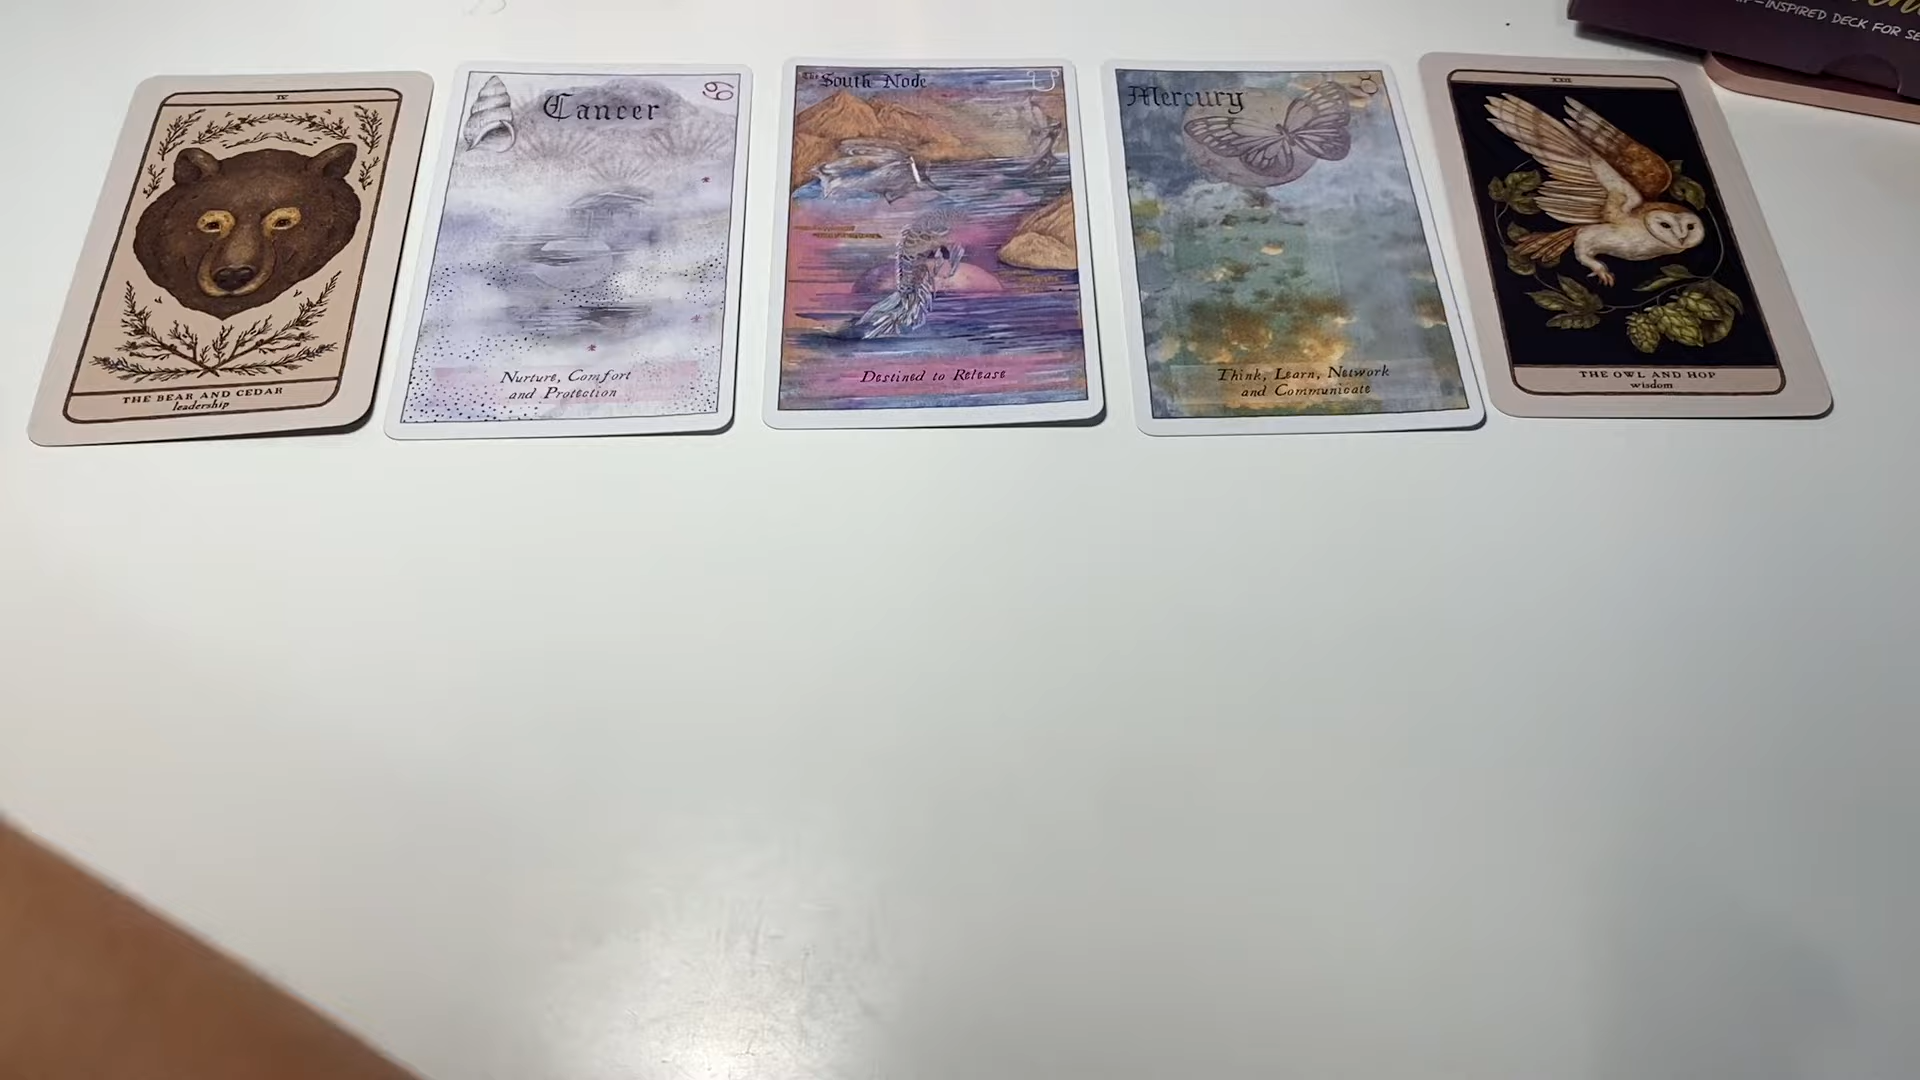 IV
THE BEAR AND CEDAR
leadership
Cancer
Nurture, Comfort
and Protection
The South Node
Destined to Release
Mercury
Think, Learn, Network
and Communicate
XXII
THE OWL AND HOP
wisdom
-INSPIRED DECK FOR